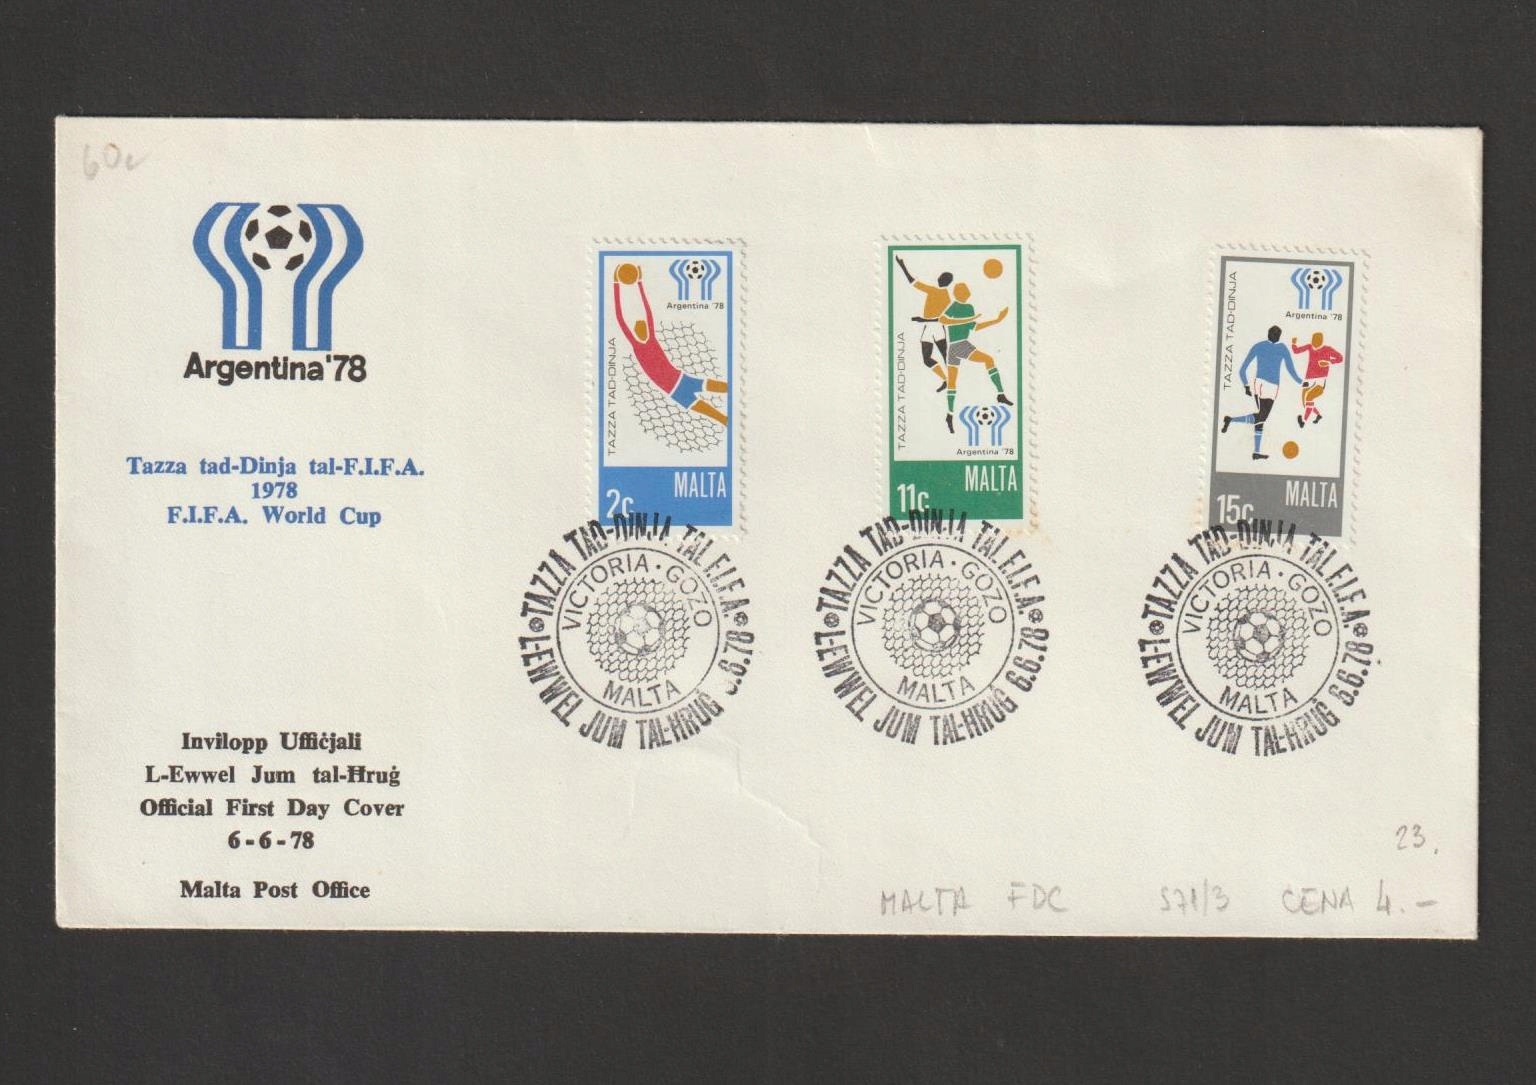 60c
Argentina '78
Tazza tad-Dinja tal-F.I.F.A.
1978
F.I.F.A. World Cup
Invilopp Uffiċjali
L-Ewwel Jum tal-Ħruġ
Official First Day Cover
6-6-78
Malta Post Office
Argentina '78
TAZZA TAD-DINJA
2c MALTA
TAZZA TAD-DINJA
Argentina '78
11c MALTA
TAZZA TAD-DINJA
Argentina '78
15c MALTA
TAZZA TAD-DINJA TAL F.I.F.A.
VICTORIA · GOZO
MALTA
L-EWWEL JUM TAL-ĦRUĠ 6.6.78
TAZZA TAD-DINJA TAL F.I.F.A.
VICTORIA · GOZO
MALTA
L-EWWEL JUM TAL-ĦRUĠ 6.6.78
TAZZA TAD-DINJA TAL F.I.F.A.
VICTORIA · GOZO
MALTA
L-EWWEL JUM TAL-ĦRUĠ 6.6.78
23.
MALTA FDC 571/3 CENA 4.-